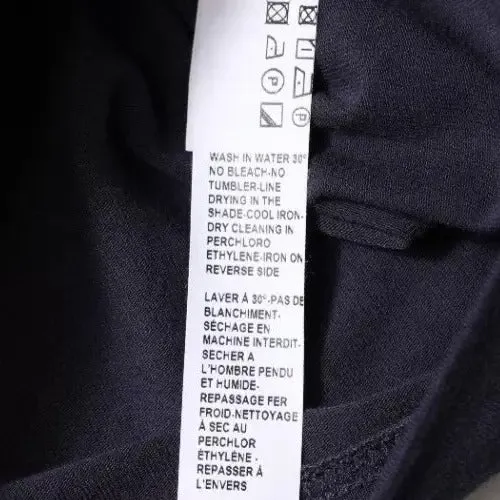 WASH IN WATER 30°
NO BLEACH-NO
TUMBLER-LINE
DRYING IN THE
SHADE-COOL IRON-
DRY CLEANING IN
PERCHLORO
ETHYLENE-IRON ON
REVERSE SIDE
LAVER À 30°-PAS DE
BLANCHIMENT-
SÉCHAGE EN
MACHINE INTERDIT-
SECHER A
L'HOMBRE PENDU
ET HUMIDE-
REPASSAGE FER
FROID-NETTOYAGE
À SEC AU
PERCHLOR
ÉTHYLÈNE -
REPASSER À
L'ENVERS